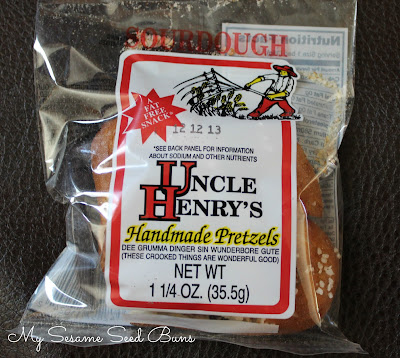 SOURDOUGH
Nutrition
A
FAT
FREE
SNACK*
12 12 13
*SEE BACK PANEL FOR INFORMATION
ABOUT SODIUM AND OTHER NUTRIENTS
UNCLE
HENRY'S
Handmade Pretzels
DEE GRUMMA DINGER SIN WUNDERBORE GUTE
(THESE CROOKED THINGS ARE WONDERFUL GOOD)
NET WT
1 1/4 OZ. (35.5g)
My Sesame Seed Buns